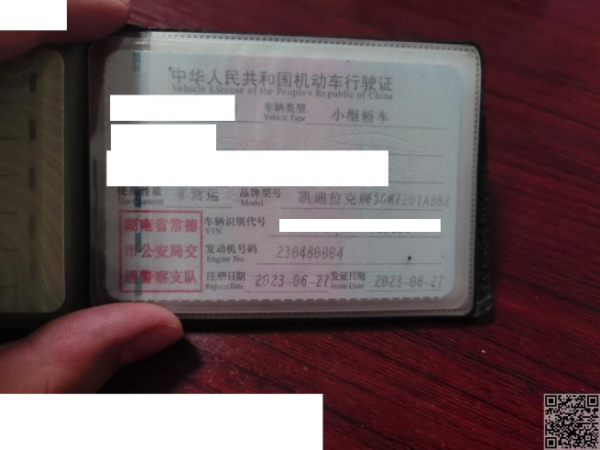 中华人民共和国机动车行驶证
Vehicle License of the People's Republic of China
车辆类型 小型轿车
Vehicle Type
使用性质 非营运 品牌型号 凯迪拉克牌SGM7201AAB2
Use Character Model
湖南省常德 车辆识别代号
VIN
市公安局交 发动机号码 230480004
Engine No.
通警察支队 注册日期 2023-06-27 发证日期 2023-06-27
Register Date Issue Date